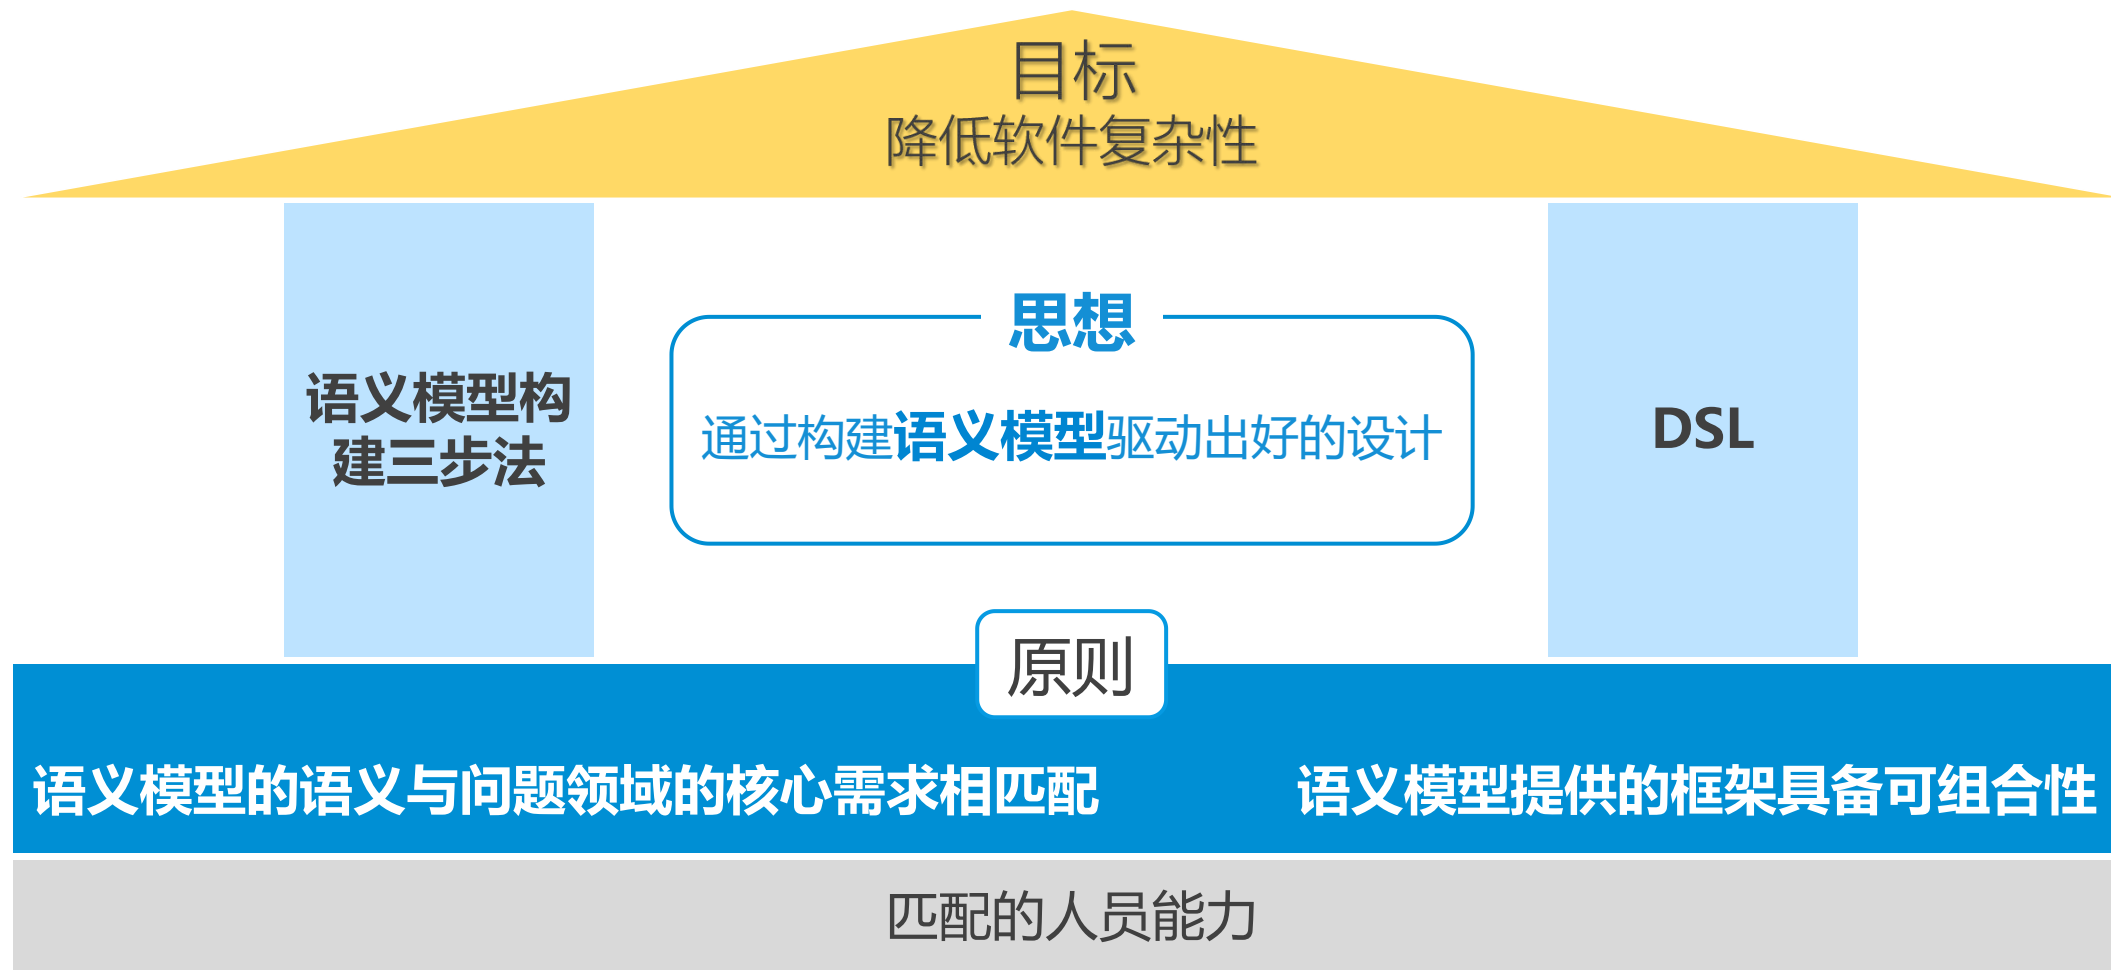 目标
降低软件复杂性
语义模型构
建三步法
思想
通过构建语义模型驱动出好的设计
DSL
原则
语义模型的语义与问题领域的核心需求相匹配
语义模型提供的框架具备可组合性
匹配的人员能力